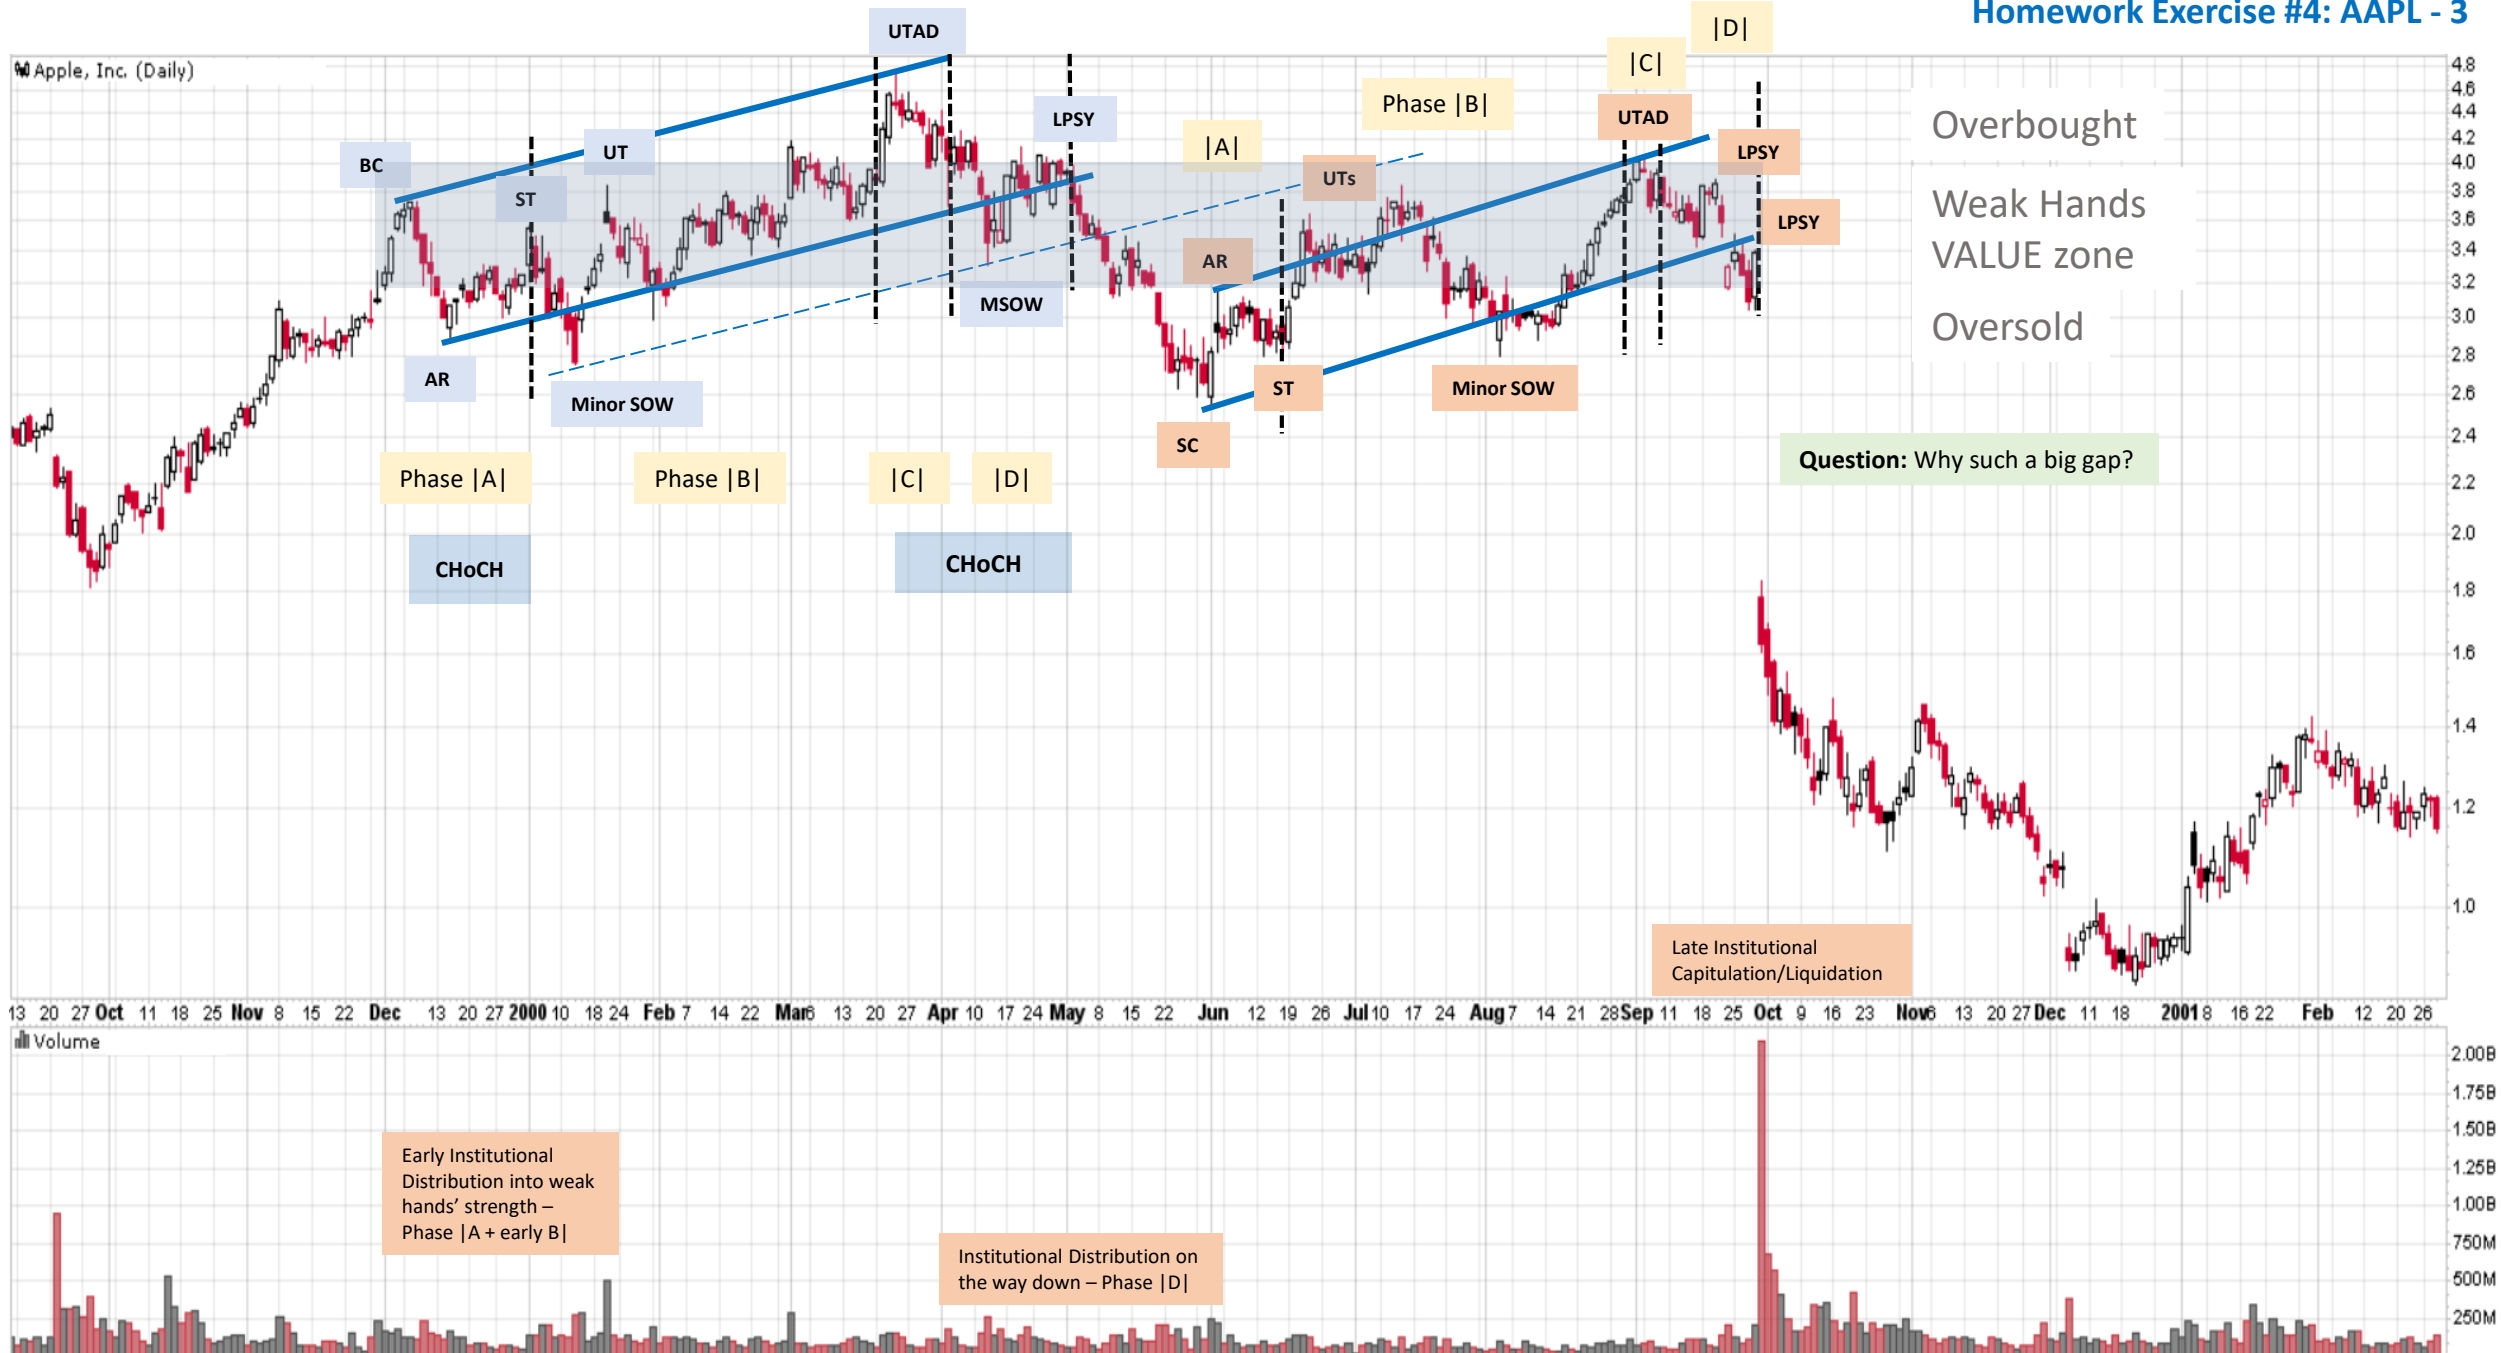 Homework Exercise #4: AAPL - 3
Apple, Inc. (Daily)
UTAD
|D|
|C|
Phase |B|
BC
UT
ST
LPSY
|A|
UTAD
LPSY
UTs
AR
LPSY
Overbought
Weak Hands
VALUE zone
Oversold
MSOW
AR
Minor SOW
SC
ST
Minor SOW
Question: Why such a big gap?
Phase |A|
Phase |B|
|C|
|D|
CHoCH
CHoCH
Late Institutional
Capitulation/Liquidation
4.8
4.6
4.4
4.2
4.0
3.8
3.6
3.4
3.2
3.0
2.8
2.6
2.4
2.2
2.0
1.8
1.6
1.4
1.2
1.0
13 20 27 Oct 11 18 25 Nov 8 15 22 Dec 13 20 27 2000 10 18 24 Feb 7 14 22 Mar 6 13 20 27 Apr 10 17 24 May 8 15 22 Jun 12 19 26 Jul 10 17 24 Aug 7 14 21 28 Sep 11 18 25 Oct 9 16 23 Nov 6 13 20 27 Dec 11 18 2001 8 16 22 Feb 12 20 26
Volume
Early Institutional
Distribution into weak
hands’ strength –
Phase |A + early B|
Institutional Distribution on
the way down – Phase |D|
2.00B
1.75B
1.50B
1.25B
1.00B
750M
500M
250M